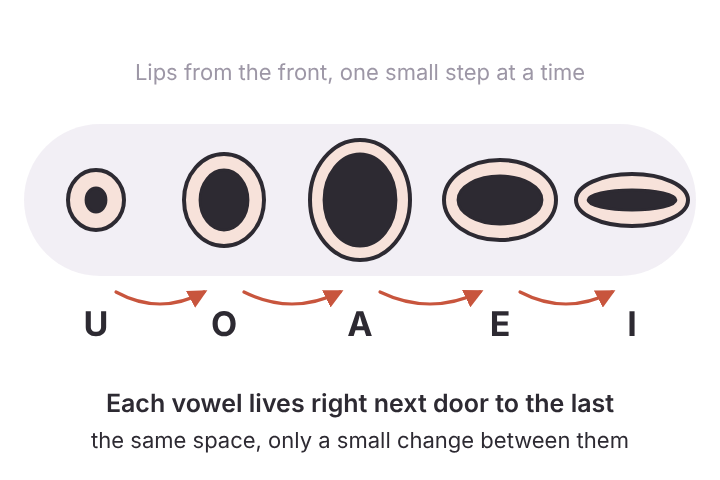 Lips from the front, one small step at a time
U O A E I
Each vowel lives right next door to the last
the same space, only a small change between them